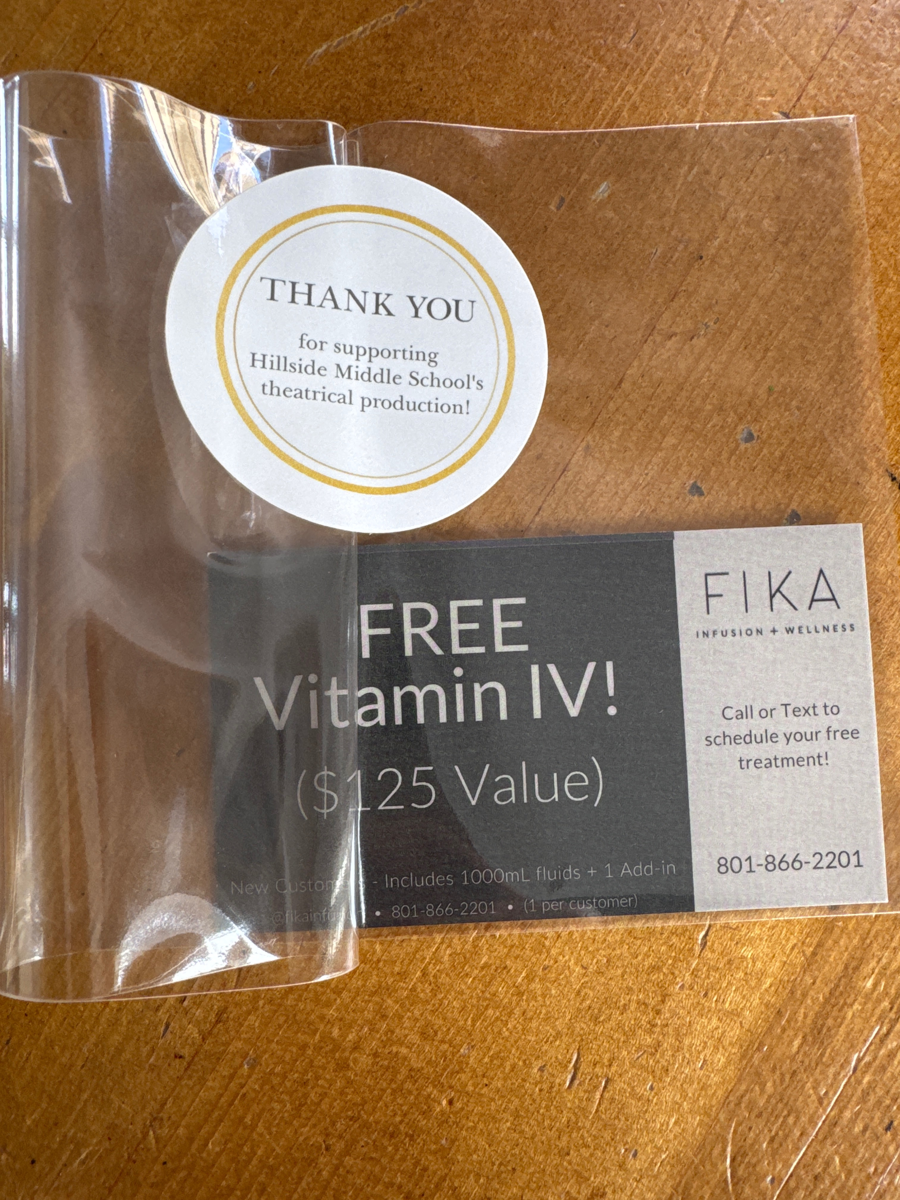 THANK YOU
for supporting
Hillside Middle School's
theatrical production!
FREE
Vitamin IV!
($125 Value)
New Customers - Includes 1000mL fluids + 1 Add-in
• 801-866-2201 • (1 per customer)
FIKA
INFUSION + WELLNESS
Call or Text to
schedule your free
treatment!
801-866-2201